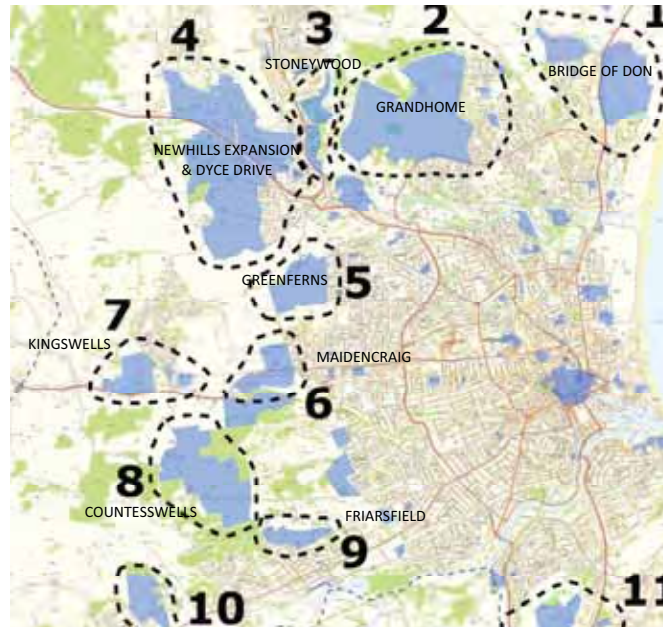 1
2
3
4
STONEYWOOD
BRIDGE OF DON
GRANDHOME
NEWHILLS EXPANSION
& DYCE DRIVE
GREENFERNS
5
7
KINGSWELLS
MAIDENCRAIG
6
8
COUNTESSWELLS
FRIARSFIELD
9
10
11